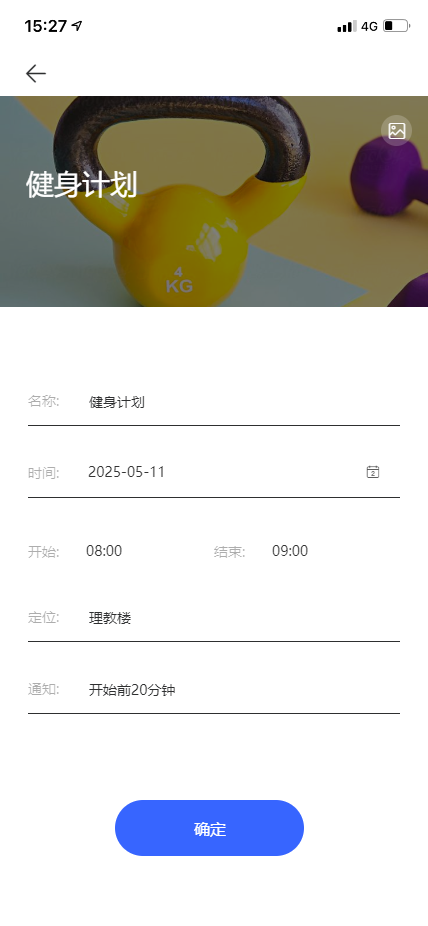 15:27 4G
健身计划
4
KG
名称: 健身计划
时间: 2025-05-11 2
开始: 08:00 结束: 09:00
定位: 理教楼
通知: 开始前20分钟
确定